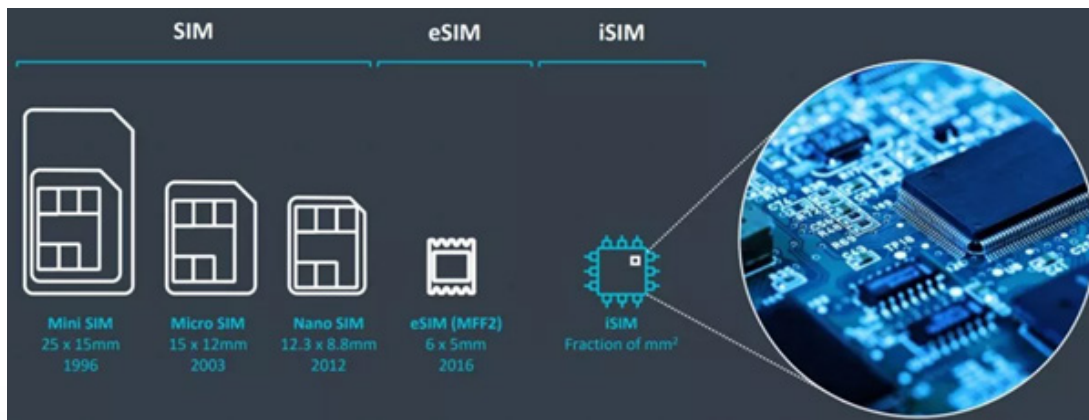 SIM
eSIM
iSIM
Mini SIM
25 x 15mm
1996
Micro SIM
15 x 12mm
2003
Nano SIM
12.3 x 8.8mm
2012
eSIM (MFF2)
6 x 5mm
2016
iSIM
Fraction of mm²
TP18